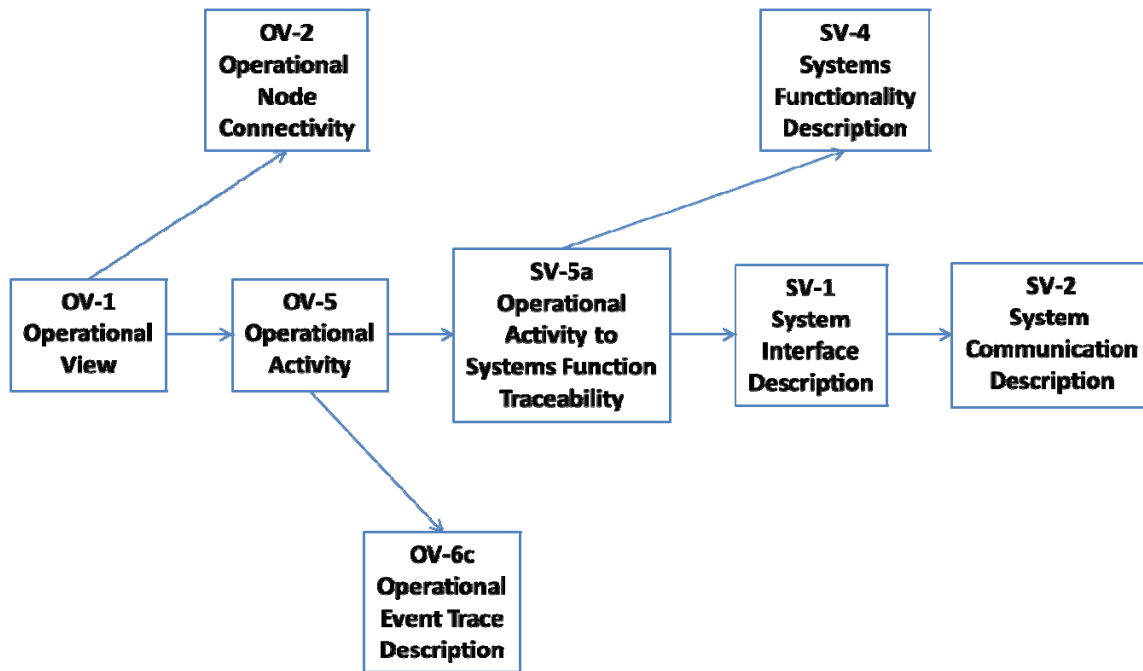 OV-2
Operational
Node
Connectivity
SV-4
Systems
Functionality
Description
OV-1
Operational
View
OV-5
Operational
Activity
SV-5a
Operational
Activity to
Systems Function
Traceability
SV-1
System
Interface
Description
SV-2
System
Communication
Description
OV-6c
Operational
Event Trace
Description